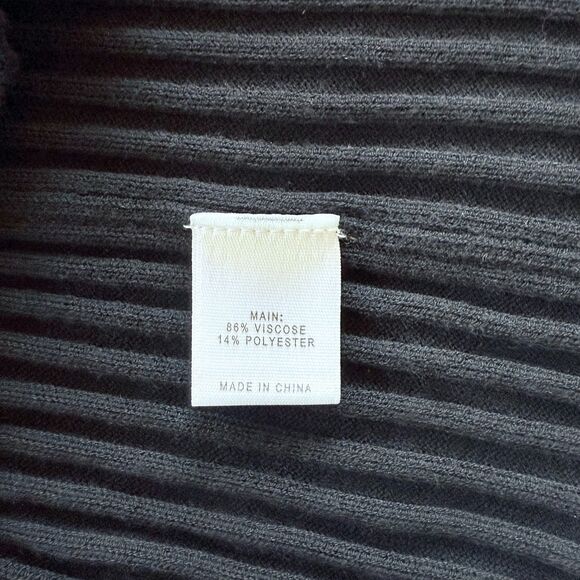 MAIN:
86% VISCOSE
14% POLYESTER
MADE IN CHINA